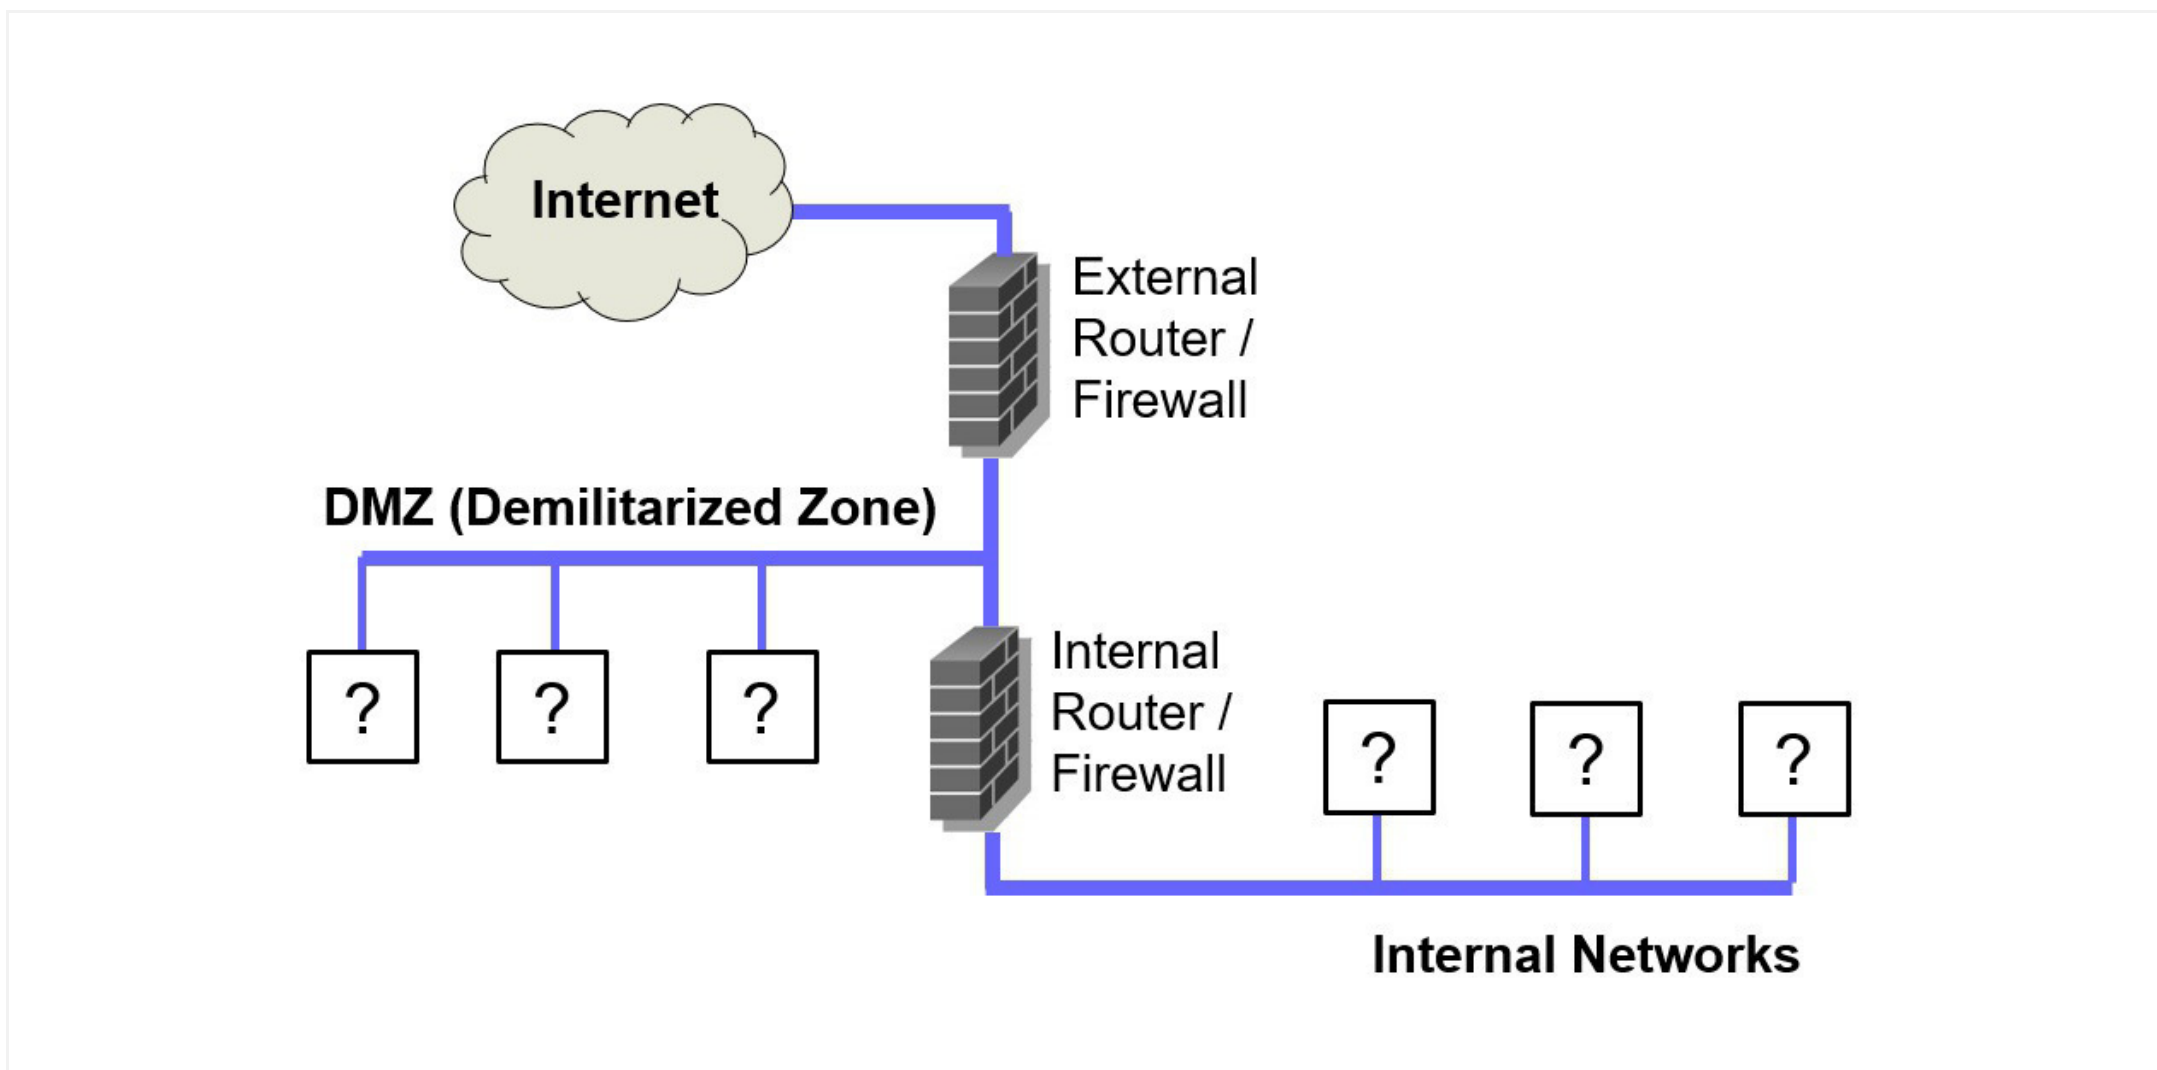 Internet
External
Router /
Firewall
DMZ (Demilitarized Zone)
? ? ?
Internal
Router /
Firewall
? ? ?
Internal Networks